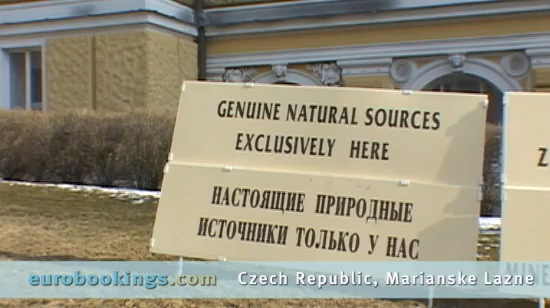 GENUINE NATURAL SOURCES
EXCLUSIVELY HERE
НАСТОЯЩИЕ ПРИРОДНЫЕ
ИСТОЧНИКИ ТОЛЬКО У НАС
eurobookings.com Czech Republic, Marianske Lazne